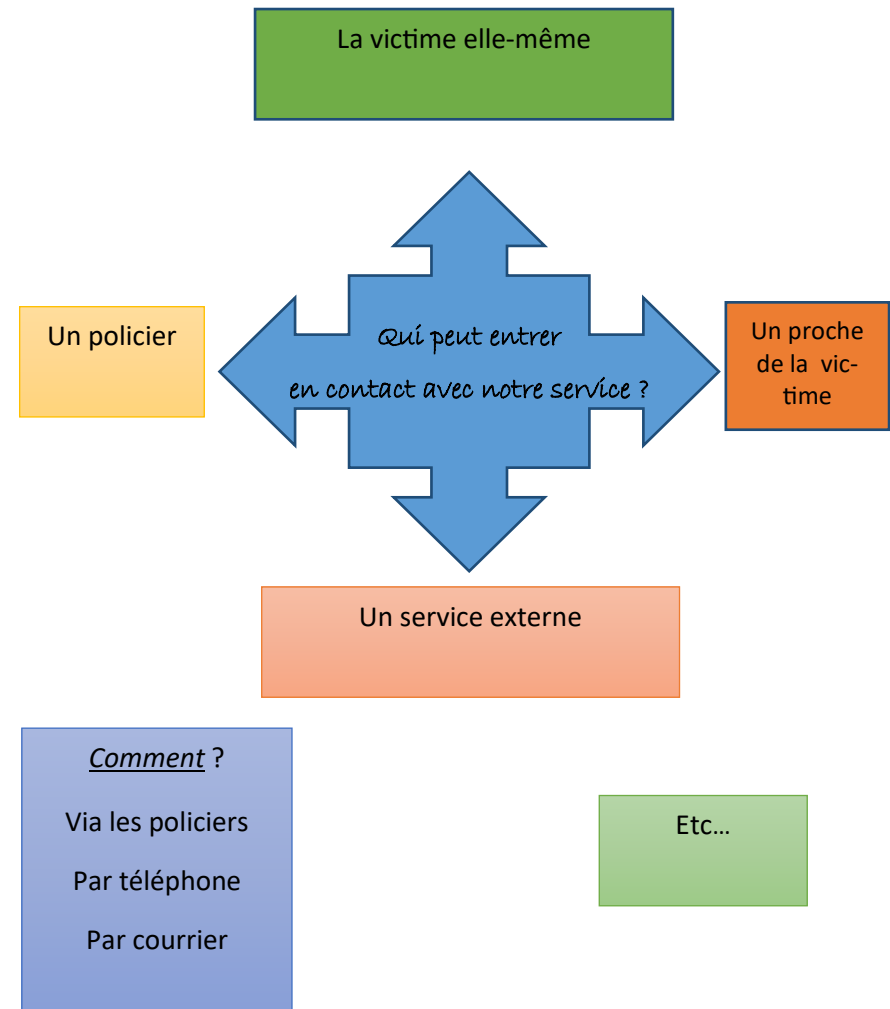 La victime elle-même
Un policier
Qui peut entrer
en contact avec notre service ?
Un proche
de la vic-
time
Un service externe
Comment ?
Via les policiers
Par téléphone
Par courrier
Etc...